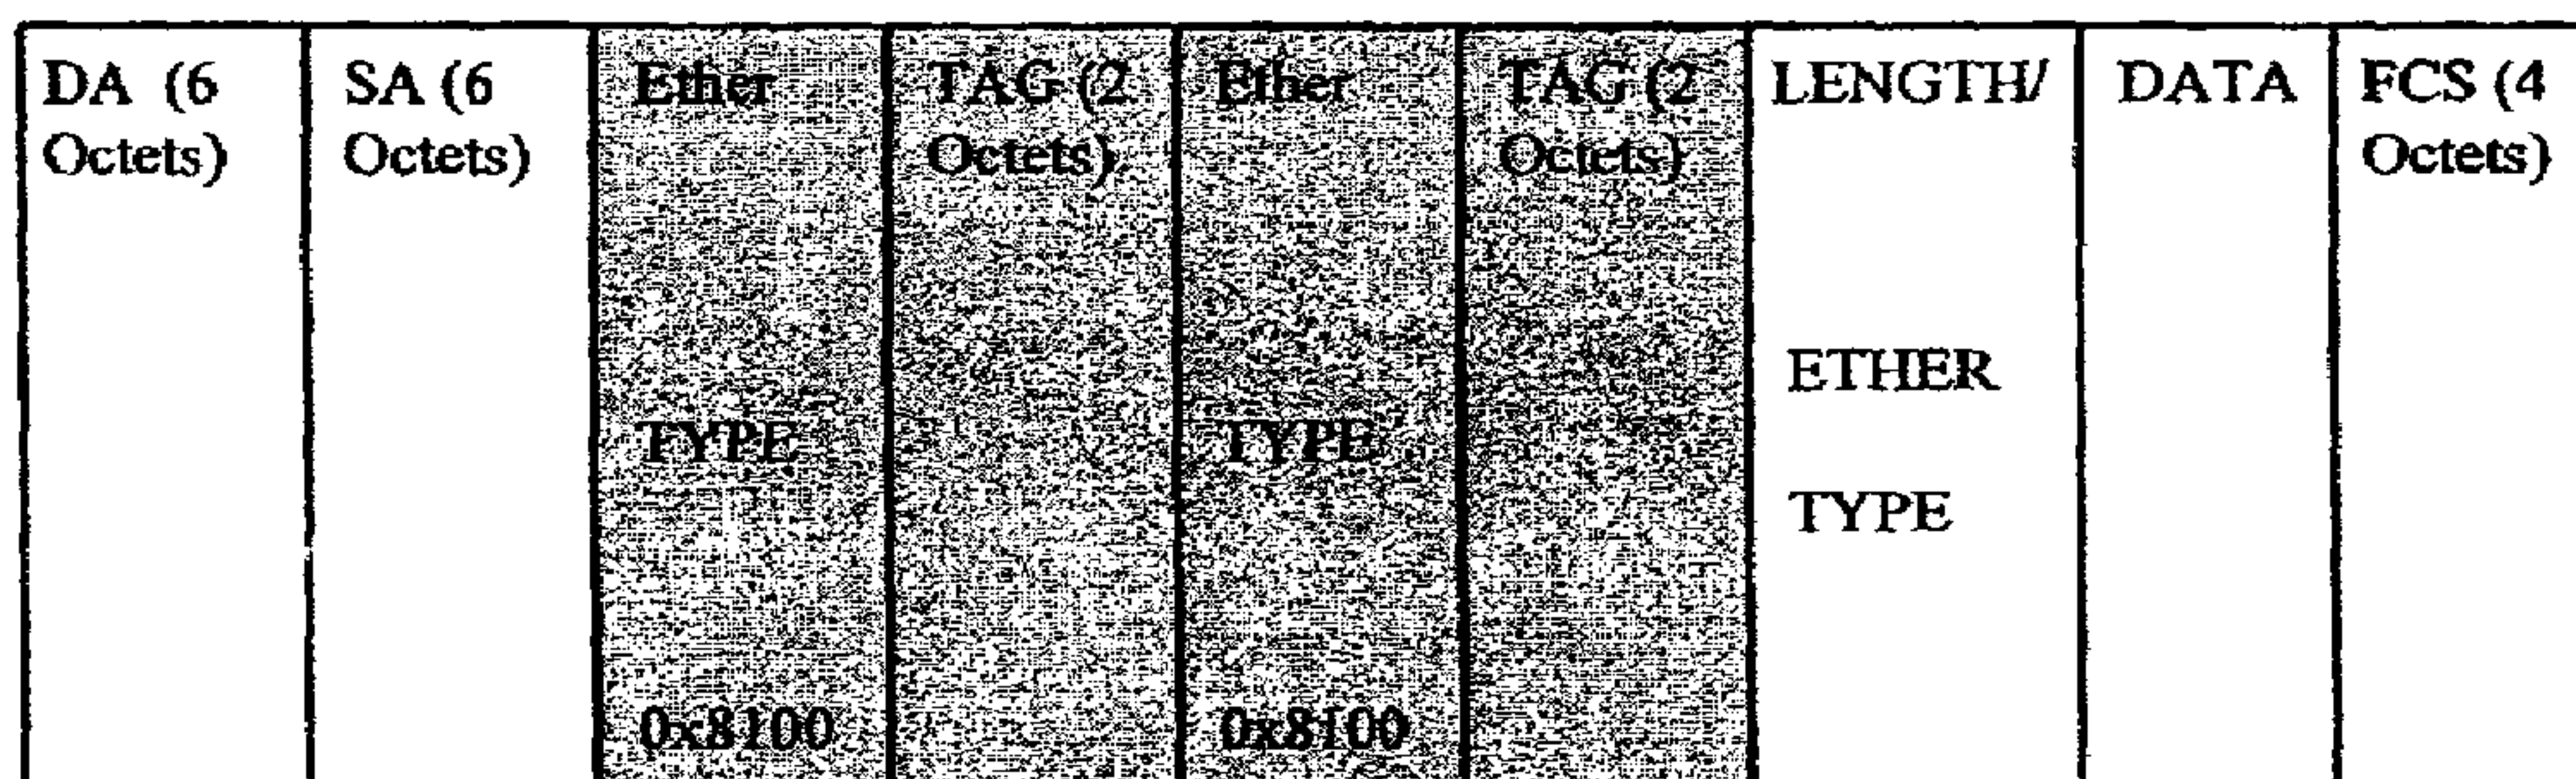 DA (6
Octets)
SA (6
Octets)
Ether
TYPE
0x8100
TAG (2
Octets)
Ether
TYPE
0x8100
TAG (2
Octets)
LENGTH/
ETHER
TYPE
DATA
FCS (4
Octets)